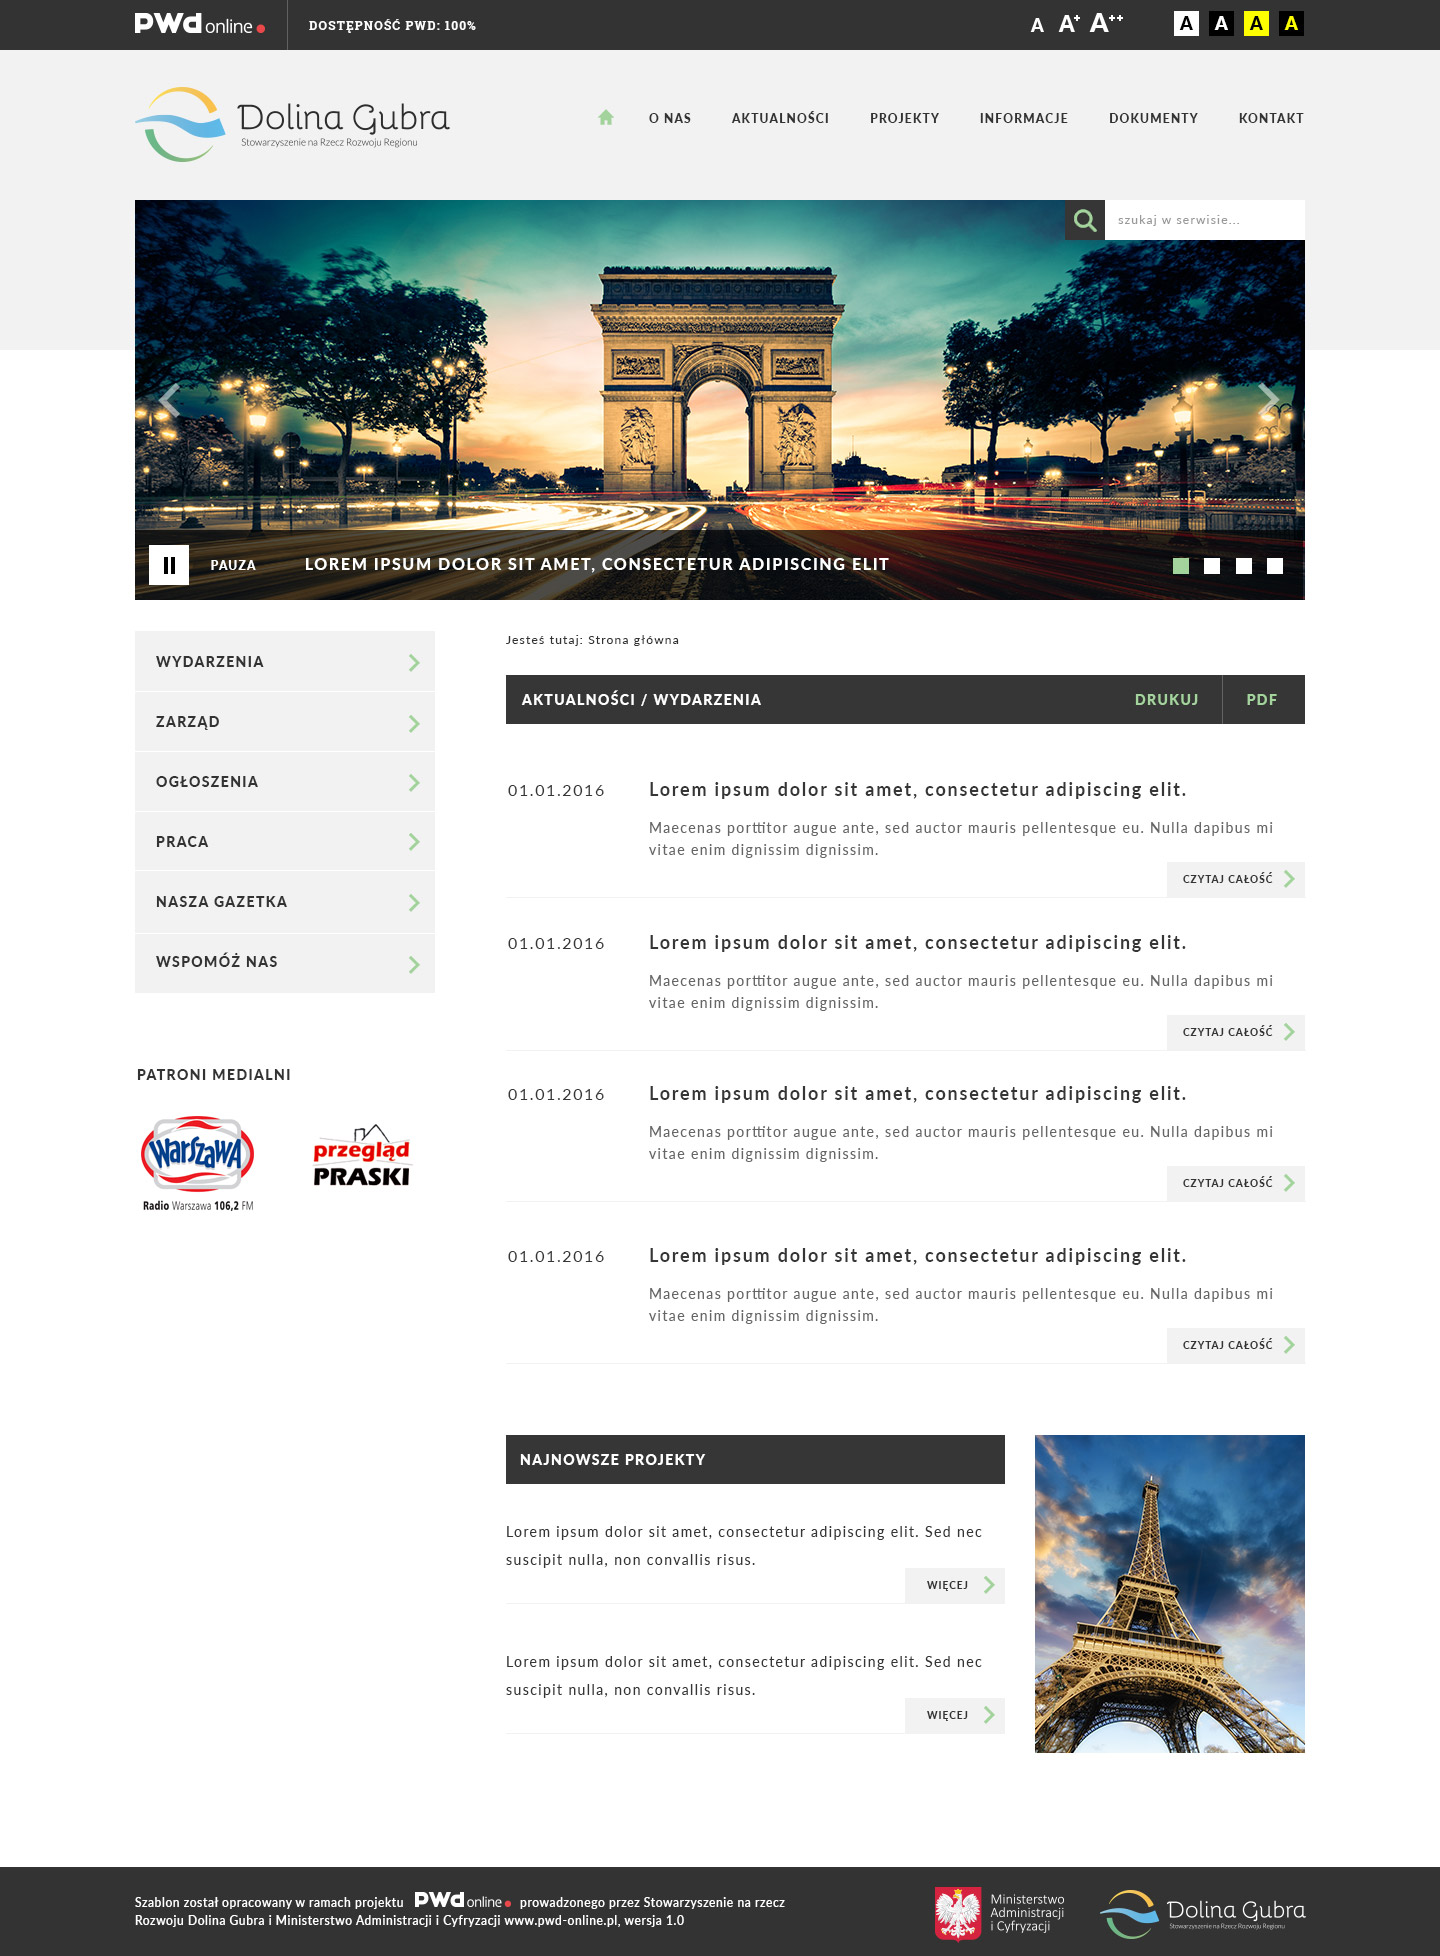 PWd online
DOSTĘPNOŚĆ PWD: 100%
A A+ A++
A A A A
Dolina Gubra
Stowarzyszenie na Rzecz Rozwoju Regionu
O NAS AKTUALNOŚCI PROJEKTY INFORMACJE DOKUMENTY KONTAKT
szukaj w serwisie...
PAUZA
LOREM IPSUM DOLOR SIT AMET, CONSECTETUR ADIPISCING ELIT
WYDARZENIA
ZARZĄD
OGŁOSZENIA
PRACA
NASZA GAZETKA
WSPOMÓŻ NAS
PATRONI MEDIALNI
WARSZAWA
Radio Warszawa 106,2 FM
przegląd
PRASKI
Jesteś tutaj: Strona główna
AKTUALNOŚCI / WYDARZENIA
DRUKUJ
PDF
01.01.2016
Lorem ipsum dolor sit amet, consectetur adipiscing elit.
Maecenas porttitor augue ante, sed auctor mauris pellentesque eu. Nulla dapibus mi
vitae enim dignissim dignissim.
CZYTAJ CAŁOŚĆ
01.01.2016
Lorem ipsum dolor sit amet, consectetur adipiscing elit.
Maecenas porttitor augue ante, sed auctor mauris pellentesque eu. Nulla dapibus mi
vitae enim dignissim dignissim.
CZYTAJ CAŁOŚĆ
01.01.2016
Lorem ipsum dolor sit amet, consectetur adipiscing elit.
Maecenas porttitor augue ante, sed auctor mauris pellentesque eu. Nulla dapibus mi
vitae enim dignissim dignissim.
CZYTAJ CAŁOŚĆ
01.01.2016
Lorem ipsum dolor sit amet, consectetur adipiscing elit.
Maecenas porttitor augue ante, sed auctor mauris pellentesque eu. Nulla dapibus mi
vitae enim dignissim dignissim.
CZYTAJ CAŁOŚĆ
NAJNOWSZE PROJEKTY
Lorem ipsum dolor sit amet, consectetur adipiscing elit. Sed nec
suscipit nulla, non convallis risus.
WIĘCEJ
Lorem ipsum dolor sit amet, consectetur adipiscing elit. Sed nec
suscipit nulla, non convallis risus.
WIĘCEJ
Szablon został opracowany w ramach projektu PWd online prowadzonego przez Stowarzyszenie na rzecz
Rozwoju Dolina Gubra i Ministerstwo Administracji i Cyfryzacji www.pwd-online.pl, wersja 1.0
Ministerstwo
Administracji
i Cyfryzacji
Dolina Gubra
Stowarzyszenie na Rzecz Rozwoju Regionu